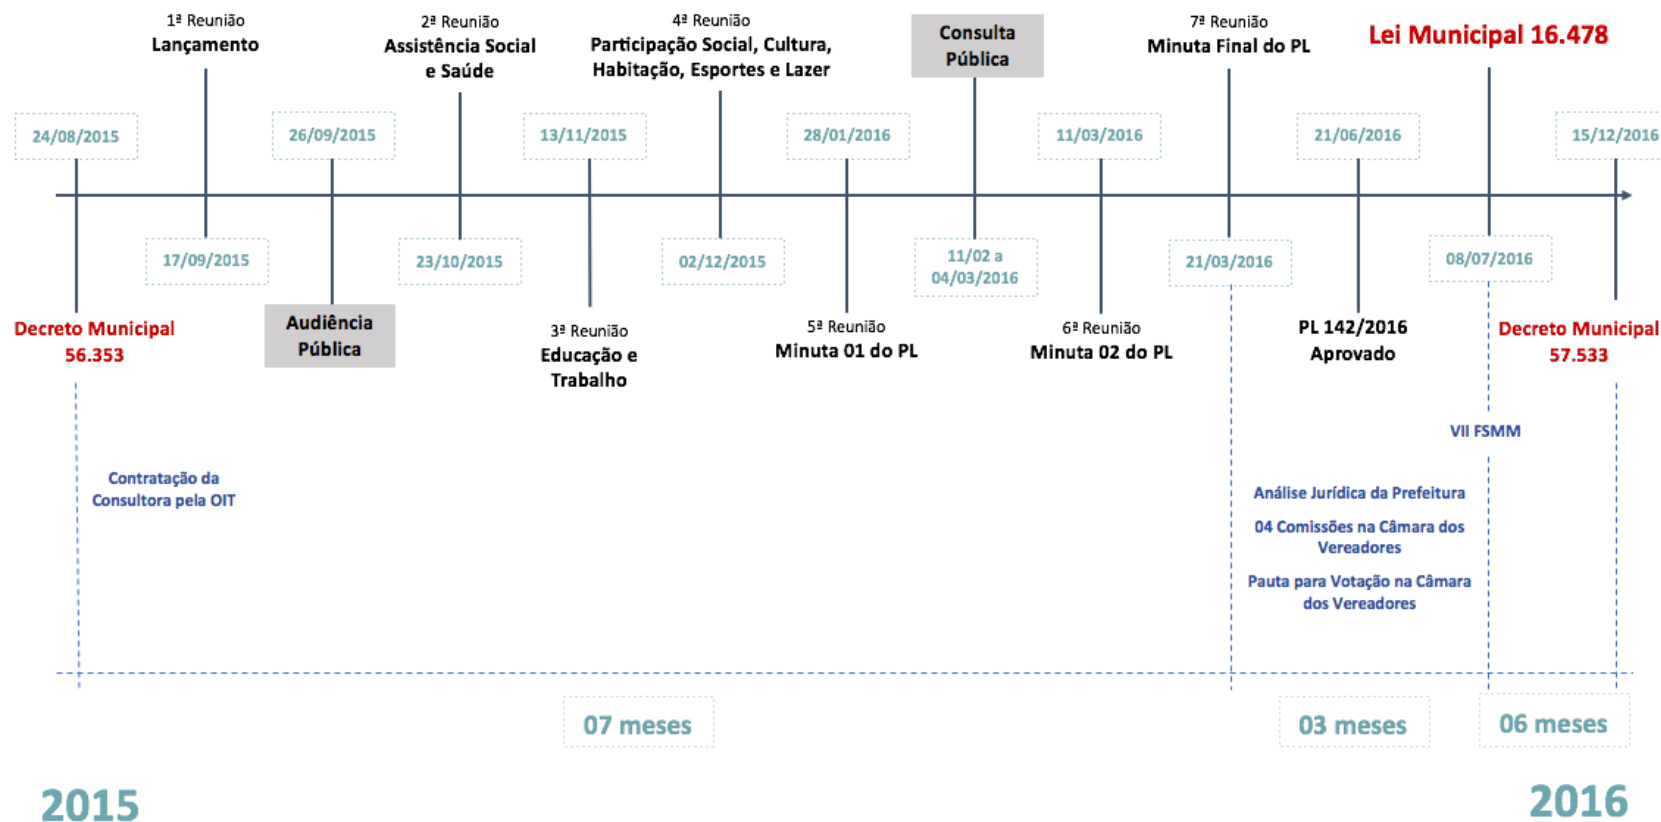 1ª Reunião
Lançamento
2ª Reunião
Assistência Social
e Saúde
4ª Reunião
Participação Social, Cultura,
Habitação, Esportes e Lazer
Consulta
Pública
7ª Reunião
Minuta Final do PL
Lei Municipal 16.478
24/08/2015
26/09/2015
13/11/2015
28/01/2016
11/03/2016
21/06/2016
15/12/2016
17/09/2015
23/10/2015
02/12/2015
11/02 a
04/03/2016
21/03/2016
08/07/2016
Decreto Municipal
56.353
Audiência
Pública
3ª Reunião
Educação e
Trabalho
5ª Reunião
Minuta 01 do PL
6ª Reunião
Minuta 02 do PL
PL 142/2016
Aprovado
Decreto Municipal
57.533
Contratação da
Consultora pela OIT
VII FSMM
Análise Jurídica da Prefeitura
04 Comissões na Câmara dos
Vereadores
Pauta para Votação na Câmara
dos Vereadores
07 meses
03 meses
06 meses
2015
2016